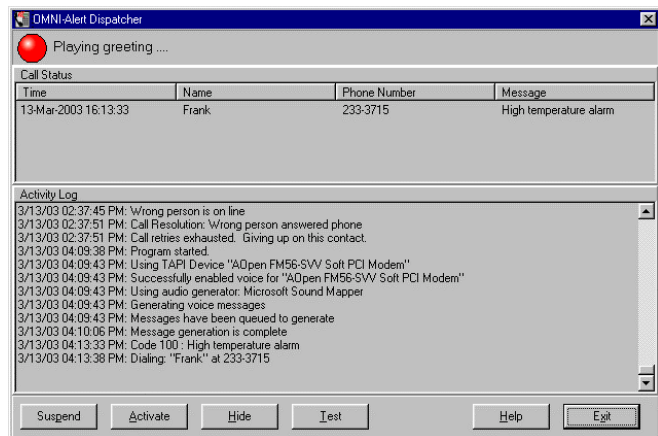 OMNI-Alert Dispatcher
Playing greeting ....
Call Status
Time Name Phone Number Message
13-Mar-2003 16:13:33 Frank 233-3715 High temperature alarm
Activity Log
3/13/03 02:37:45 PM: Wrong person is on line
3/13/03 02:37:51 PM: Call Resolution: Wrong person answered phone
3/13/03 02:37:51 PM: Call retries exhausted. Giving up on this contact.
3/13/03 04:09:38 PM: Program started.
3/13/03 04:09:43 PM: Using TAPI Device "AOpen FM56-SVV Soft PCI Modem"
3/13/03 04:09:43 PM: Successfully enabled voice for "AOpen FM56-SVV Soft PCI Modem"
3/13/03 04:09:43 PM: Using audio generator: Microsoft Sound Mapper
3/13/03 04:09:43 PM: Generating voice messages
3/13/03 04:09:43 PM: Messages have been queued to generate
3/13/03 04:10:06 PM: Message generation is complete
3/13/03 04:13:33 PM: Code 100 : High temperature alarm
3/13/03 04:13:38 PM: Dialing: "Frank" at 233-3715
Suspend Activate Hide Test Help Exit